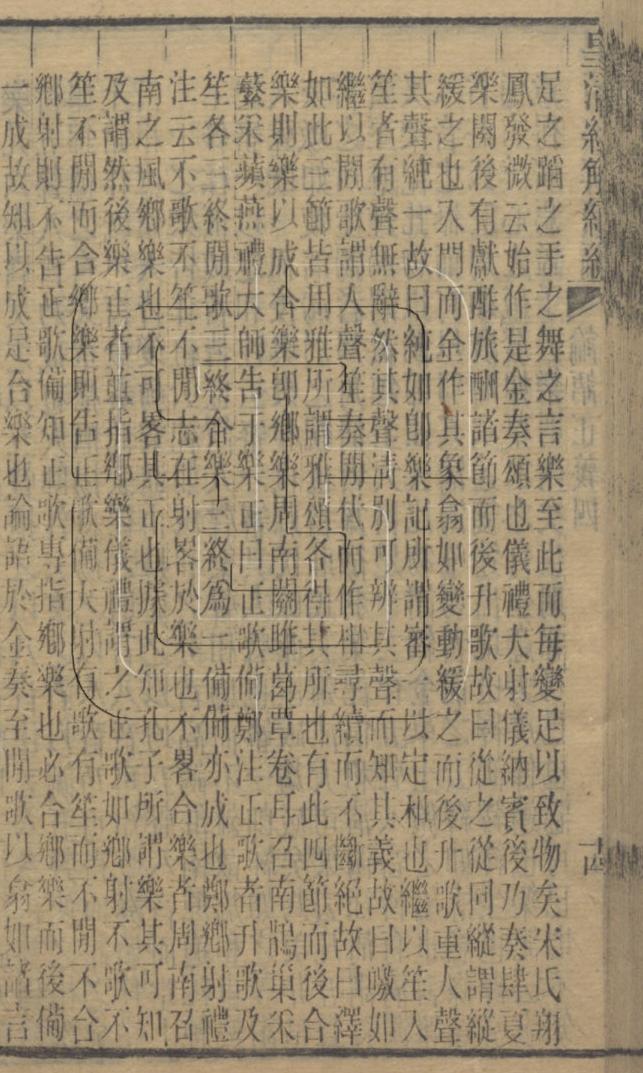 皇清經解續編
論語正義四
足之蹈之手之舞之言樂至此而每變足以致物矣宋氏翔
鳳發微云始作是金奏頌也儀禮大射儀納賓後乃奏肆夏
樂闋後有獻酢旅酬諸節而後升歌故曰從之從同縱謂縱
緩之也入門而金作其象翕如變動緩之而後升歌重人聲
其聲純一故曰純如卽樂記所謂審一以定和也繼以笙入
笙者有聲無辭然其聲淸別可辨其聲而知其義故曰皦如
繼以閒歌謂人聲笙奏閒代而作相尋續而不斷絕故曰繹
如此三節皆用雅所謂雅頌各得其所也有此四節而後合
樂則樂以成合樂卽鄉樂周南關雎葛覃卷耳召南鵲巢采
蘩采蘋燕禮大師告于樂正曰正歌備鄭注正歌者升歌及
笙各三終閒歌三終合樂三終爲一備備亦成也鄭鄉射禮
注云不歌不笙不閒志在射畧於樂也不畧合樂者周南召
南之風鄉樂也不可畧其正也據此知孔子所謂樂其可知
及謂然後樂正者並指鄉樂儀禮謂之正歌如鄉射不歌不
笙不閒而合鄉樂則告正歌備大射有歌有笙而不閒不合
鄉射則不告正歌備知正歌專指鄉樂也必合鄉樂而後備
一成故知以成是合樂也論語於金奏至閒歌以翕如諸言